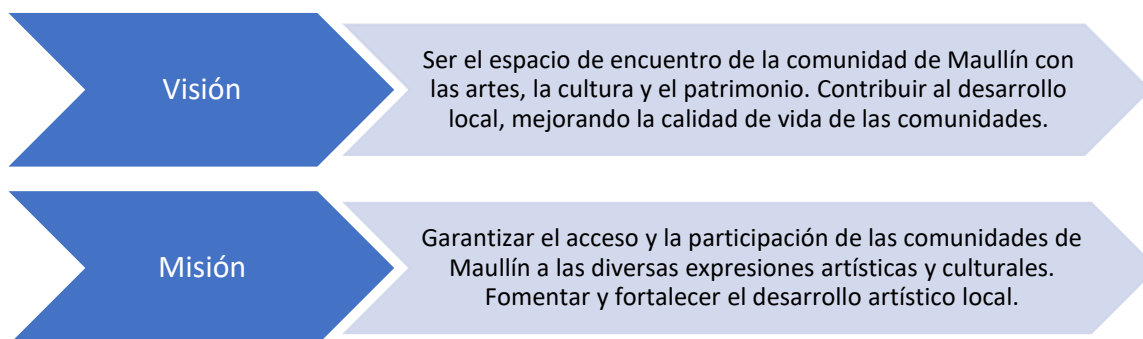 Visión
Ser el espacio de encuentro de la comunidad de Maullín con
las artes, la cultura y el patrimonio. Contribuir al desarrollo
local, mejorando la calidad de vida de las comunidades.
Misión
Garantizar el acceso y la participación de las comunidades de
Maullín a las diversas expresiones artísticas y culturales.
Fomentar y fortalecer el desarrollo artístico local.